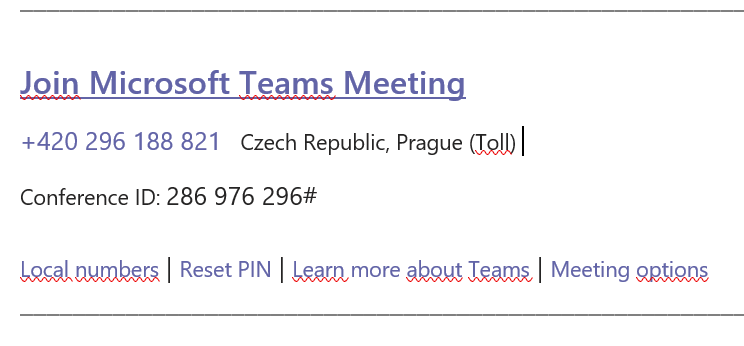 Join Microsoft Teams Meeting
+420 296 188 821 Czech Republic, Prague (Toll)
Conference ID: 286 976 296#
Local numbers | Reset PIN | Learn more about Teams | Meeting options